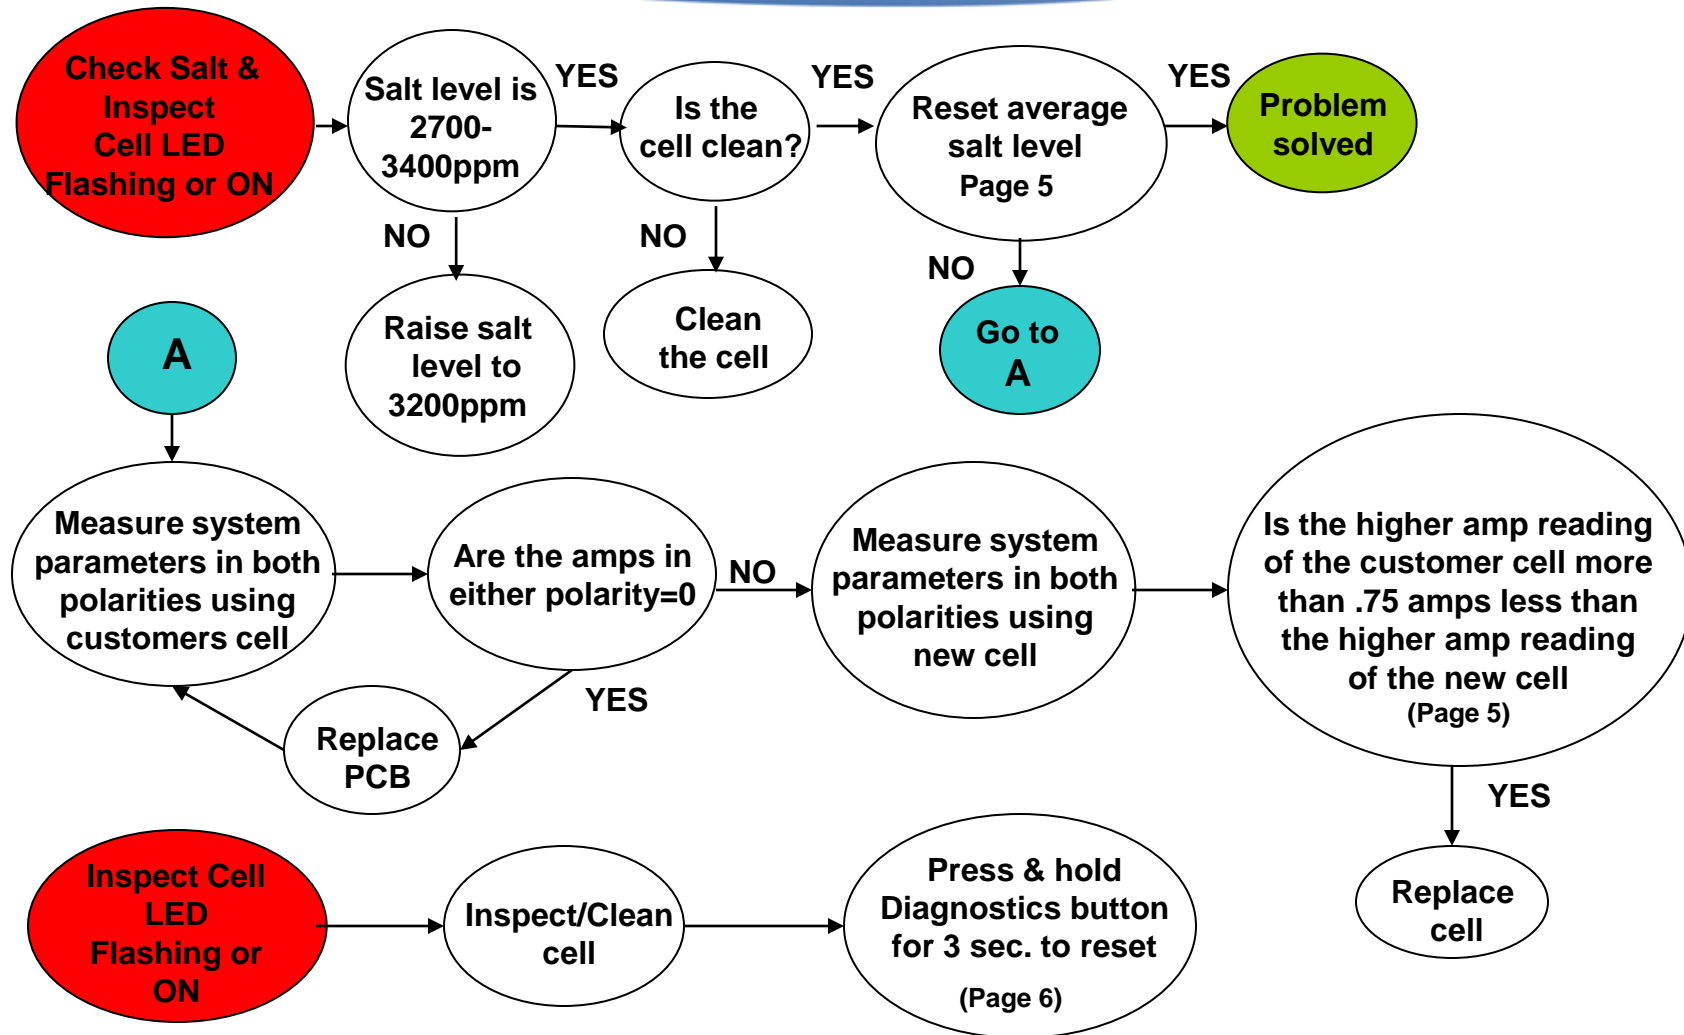 Check Salt &
Inspect
Cell LED
Flashing or ON
Salt level is
2700-
3400ppm
YES
Is the
cell clean?
YES
Reset average
salt level
Page 5
YES
Problem
solved
NO
Raise salt
level to
3200ppm
NO
Clean
the cell
NO
Go to
A
A
Measure system
parameters in both
polarities using
customers cell
Are the amps in
either polarity=0
NO
Measure system
parameters in both
polarities using
new cell
Is the higher amp reading
of the customer cell more
than .75 amps less than
the higher amp reading
of the new cell
(Page 5)
YES
Replace
PCB
YES
Replace
cell
Inspect Cell
LED
Flashing or
ON
Inspect/Clean
cell
Press & hold
Diagnostics button
for 3 sec. to reset
(Page 6)